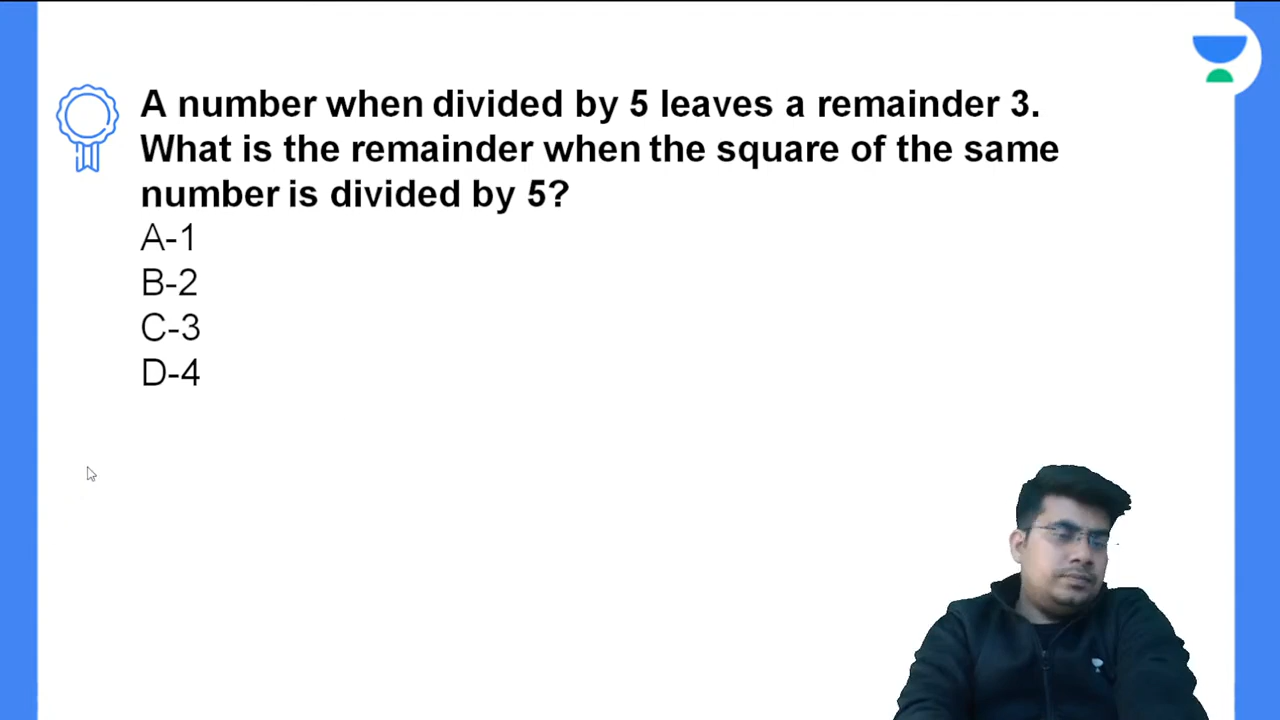 A number when divided by 5 leaves a remainder 3.
What is the remainder when the square of the same
number is divided by 5?
A-1
B-2
C-3
D-4